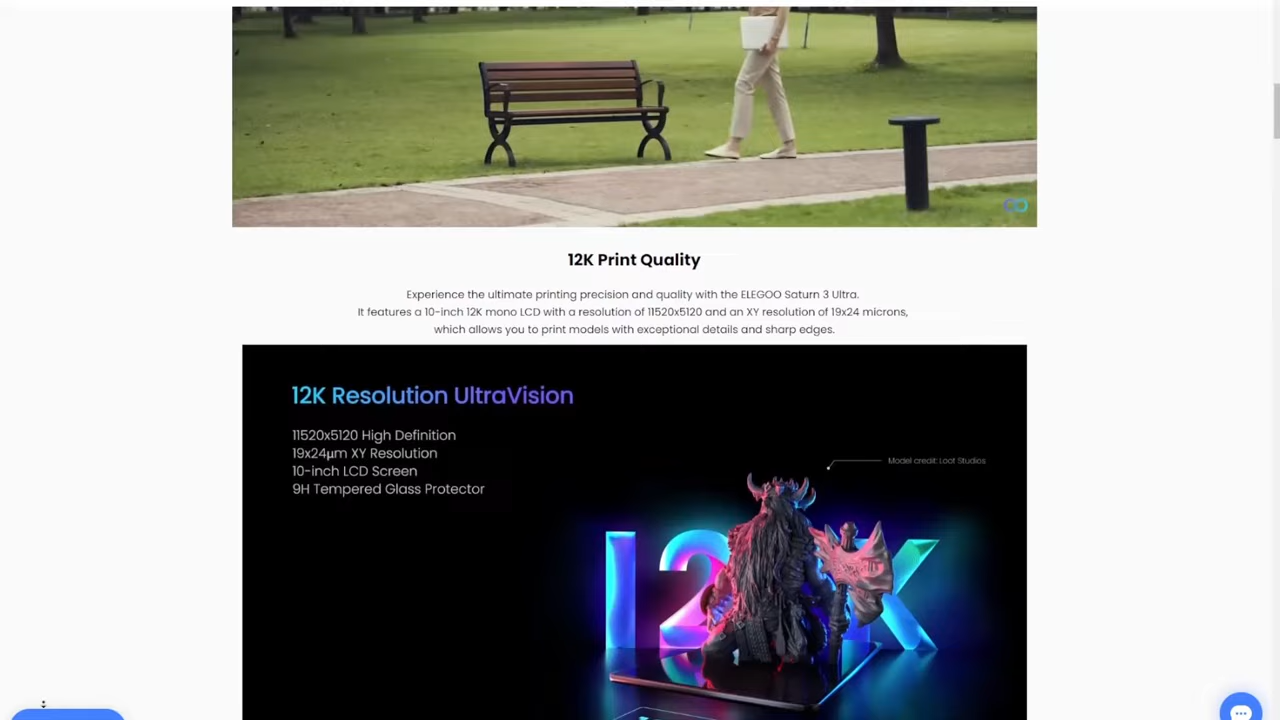 12K Print Quality
Experience the ultimate printing precision and quality with the ELEGOO Saturn 3 Ultra.
It features a 10-inch 12K mono LCD with a resolution of 11520x5120 and an XY resolution of 19x24 microns,
which allows you to print models with exceptional details and sharp edges.
12K Resolution UltraVision
11520x5120 High Definition
19x24μm XY Resolution
10-inch LCD Screen
9H Tempered Glass Protector
Model credit: Loot Studios
12K